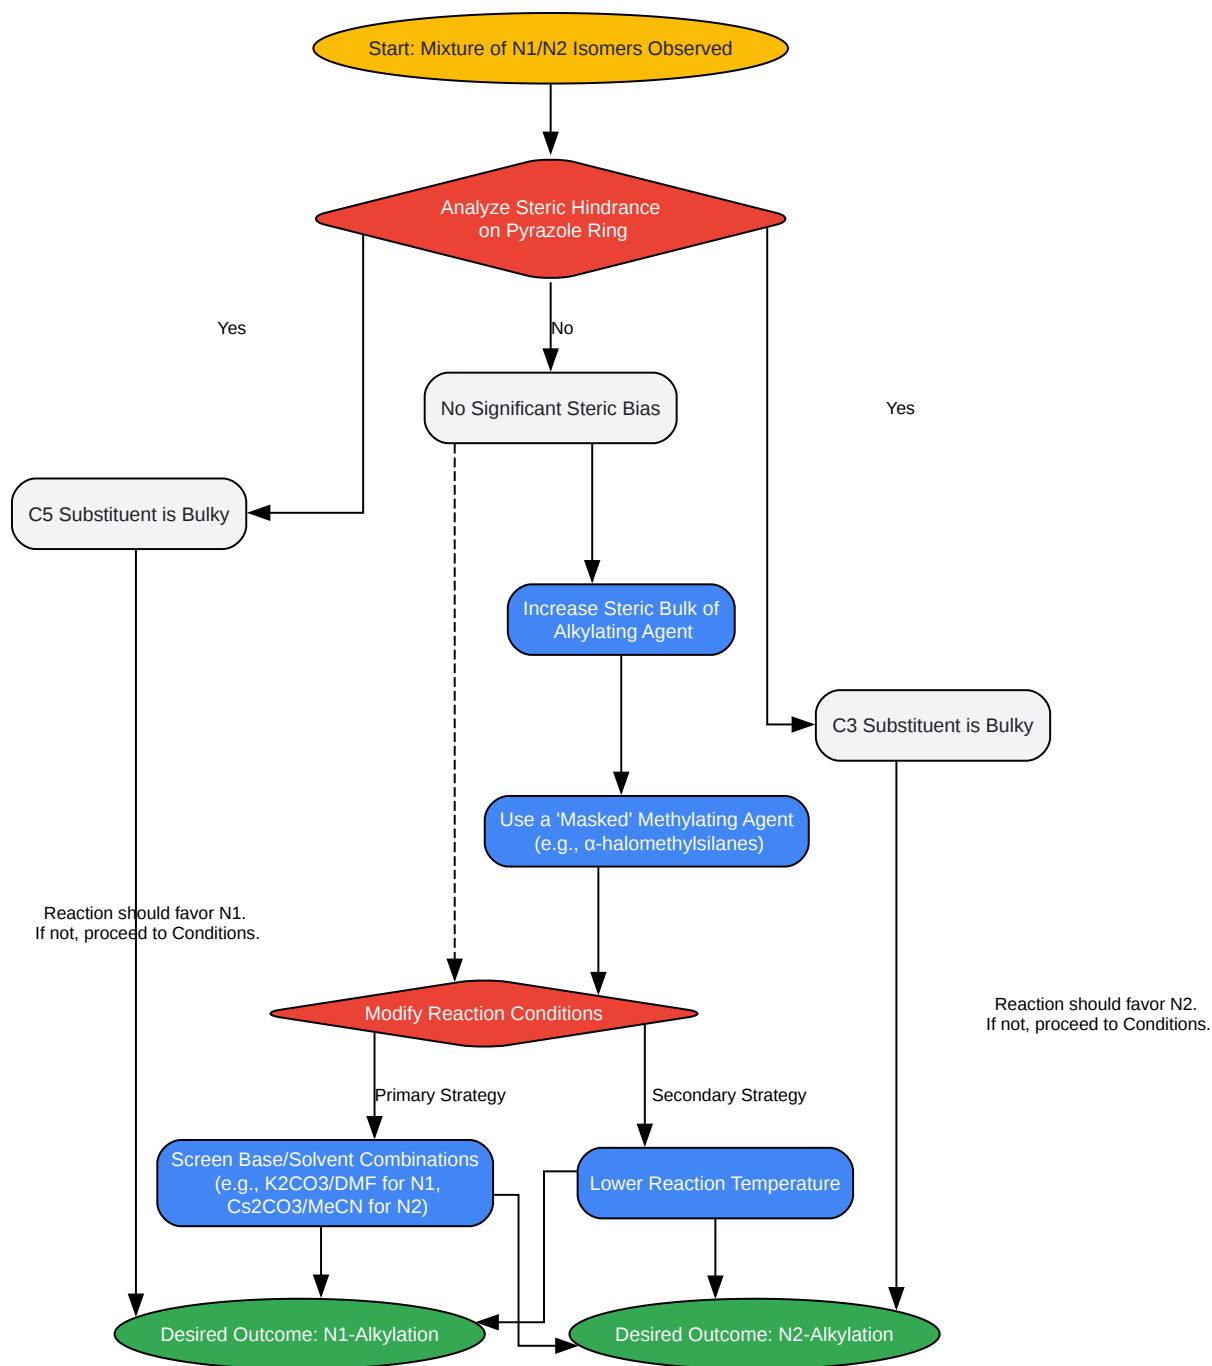 Start: Mixture of N1/N2 Isomers Observed
Analyze Steric Hindrance
on Pyrazole Ring
Yes
No
Yes
No Significant Steric Bias
C5 Substituent is Bulky
Increase Steric Bulk of
Alkylating Agent
C3 Substituent is Bulky
Use a 'Masked' Methylating Agent
(e.g., α-halomethylsilanes)
Reaction should favor N1.
If not, proceed to Conditions.
Reaction should favor N2.
If not, proceed to Conditions.
Modify Reaction Conditions
Primary Strategy
Secondary Strategy
Screen Base/Solvent Combinations
(e.g., K2CO3/DMF for N1,
Cs2CO3/MeCN for N2)
Lower Reaction Temperature
Desired Outcome: N1-Alkylation
Desired Outcome: N2-Alkylation